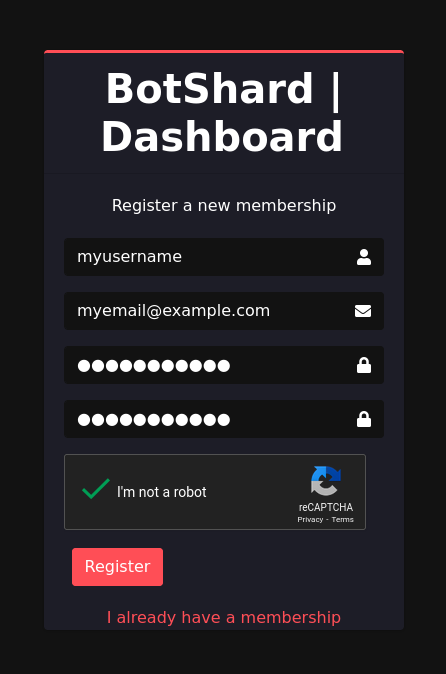 BotShard |
Dashboard
Register a new membership
myusername
myemail@example.com
●●●●●●●●●●●
●●●●●●●●●●●
I'm not a robot
reCAPTCHA
Privacy - Terms
Register
I already have a membership